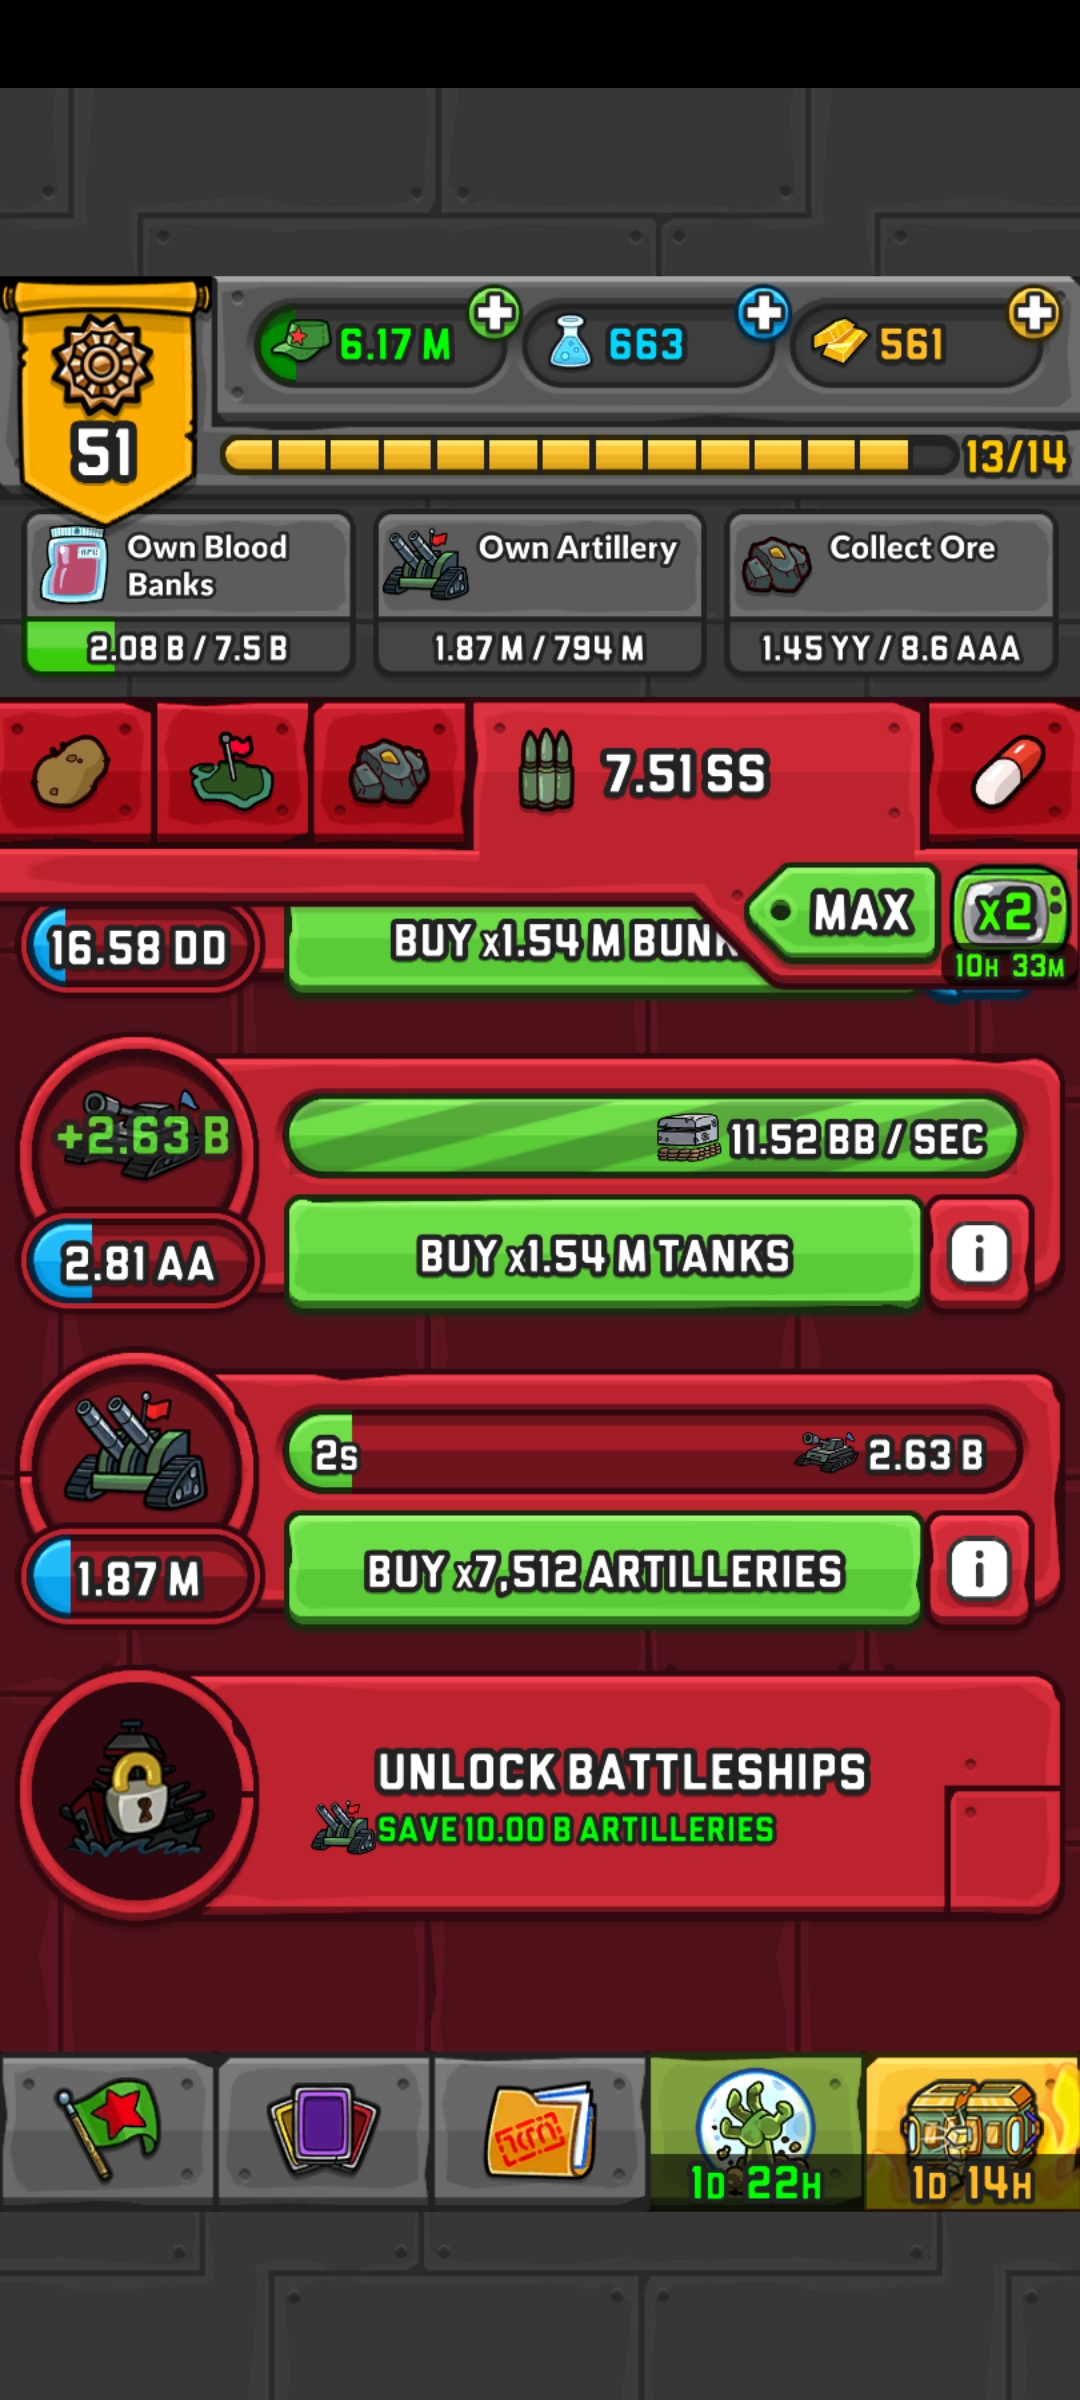 6.17 M
663
561
51
13/14
Own Blood
Banks
2.08 B / 7.5 B
Own Artillery
1.87 M / 794 M
Collect Ore
1.45 YY / 8.6 AAA
7.51 SS
MAX
x2
10H 33M
16.58 DD
BUY x1.54 M BUNK
+2.63 B
11.52 BB / SEC
2.81 AA
BUY x1.54 M TANKS
i
2s
2.63 B
1.87 M
BUY x7,512 ARTILLERIES
i
UNLOCK BATTLESHIPS
SAVE 10.00 B ARTILLERIES
1D 22H
1D 14H